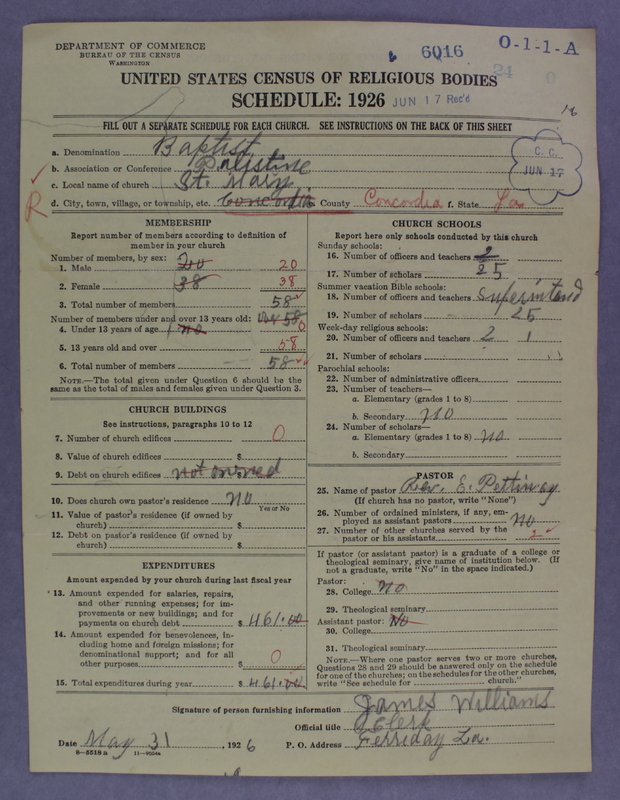 DEPARTMENT OF COMMERCE
BUREAU OF THE CENSUS
WASHINGTON
6016
O-1-1-A
24 0
UNITED STATES CENSUS OF RELIGIOUS BODIES
SCHEDULE: 1926
JUN 17 Rec'd
FILL OUT A SEPARATE SCHEDULE FOR EACH CHURCH. SEE INSTRUCTIONS ON THE BACK OF THIS SHEET
C. C.
JUN 17
R
a. Denomination Baptist
b. Association or Conference Palistine
c. Local name of church St. Mary
d. City, town, village, or township, etc. Concordia e. County Concordia f. State La
MEMBERSHIP
Report number of members according to definition of member in your church
Number of members, by sex:
1. Male 20 20
2. Female 38 38
3. Total number of members 58
Number of members under and over 13 years old: 58
4. Under 13 years of age no 0
5. 13 years old and over 58
6. Total number of members 58
NOTE.—The total given under Question 6 should be the same as the total of males and females given under Question 3.
CHURCH BUILDINGS
See instructions, paragraphs 10 to 12
7. Number of church edifices 0
8. Value of church edifices $
9. Debt on church edifices not owned $
10. Does church own pastor's residence no
Yes or No
11. Value of pastor's residence (if owned by church) $
12. Debt on pastor's residence (if owned by church) $
EXPENDITURES
Amount expended by your church during last fiscal year
13. Amount expended for salaries, repairs, and other running expenses; for improvements or new buildings; and for payments on church debt $ 461.00
14. Amount expended for benevolences, including home and foreign missions; for denominational support; and for all other purposes $ 0
15. Total expenditures during year $ 461.00
CHURCH SCHOOLS
Report here only schools conducted by this church
Sunday schools:
16. Number of officers and teachers 2
17. Number of scholars 25
Summer vacation Bible schools:
18. Number of officers and teachers superintend
19. Number of scholars 25
Week-day religious schools:
20. Number of officers and teachers 2 1
21. Number of scholars
Parochial schools:
22. Number of administrative officers
23. Number of teachers—
a. Elementary (grades 1 to 8)
b. Secondary no
24. Number of scholars—
a. Elementary (grades 1 to 8) no
b. Secondary
PASTOR
25. Name of pastor Rev. E. Pettinway
(If church has no pastor, write "None")
26. Number of ordained ministers, if any, employed as assistant pastors no
27. Number of other churches served by the pastor or his assistants 2
If pastor (or assistant pastor) is a graduate of a college or theological seminary, give name of institution below. (If not a graduate, write "No" in the space indicated.)
Pastor:
28. College no
29. Theological seminary
Assistant pastor: No
30. College
31. Theological seminary
NOTE.—Where one pastor serves two or more churches, Questions 28 and 29 should be answered only on the schedule for one of the churches; on the schedules for the other churches, write "See schedule for church."
Signature of person furnishing information James Williams
Official title Clerk
Date May 31, 1926 P. O. Address Ferriday La.
8—5518a